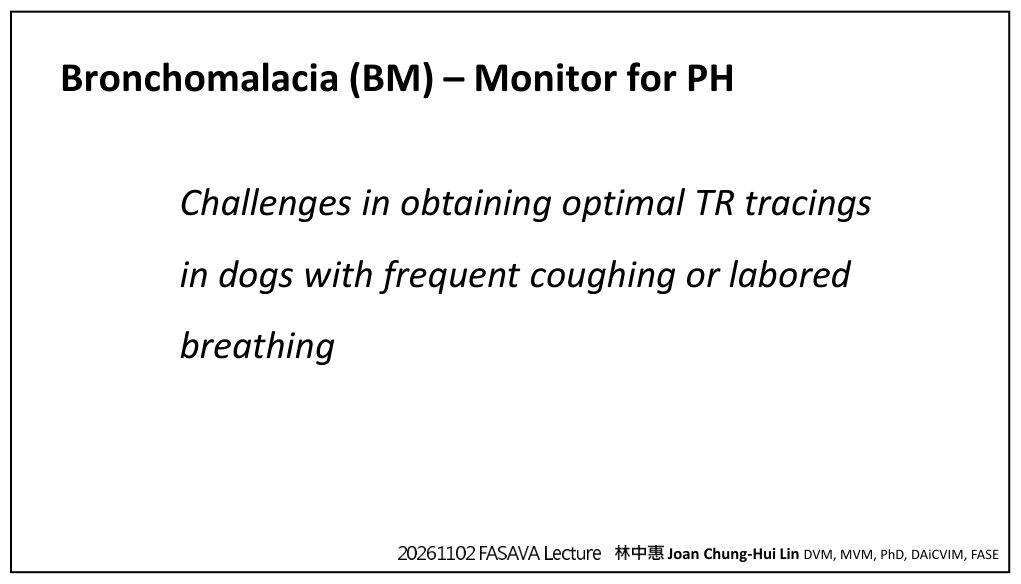 Bronchomalacia (BM) – Monitor for PH
Challenges in obtaining optimal TR tracings
in dogs with frequent coughing or labored
breathing
20261102 FASAVA Lecture 林中惠 Joan Chung-Hui Lin DVM, MVM, PhD, DAiCVIM, FASE